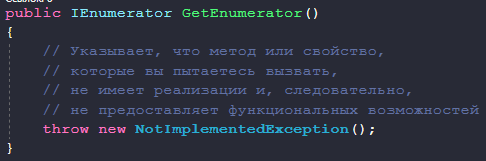 public IEnumerator GetEnumerator()
{
// Указывает, что метод или свойство,
// которые вы пытаетесь вызвать,
// не имеет реализации и, следовательно,
// не предоставляет функциональных возможностей
throw new NotImplementedException();
}